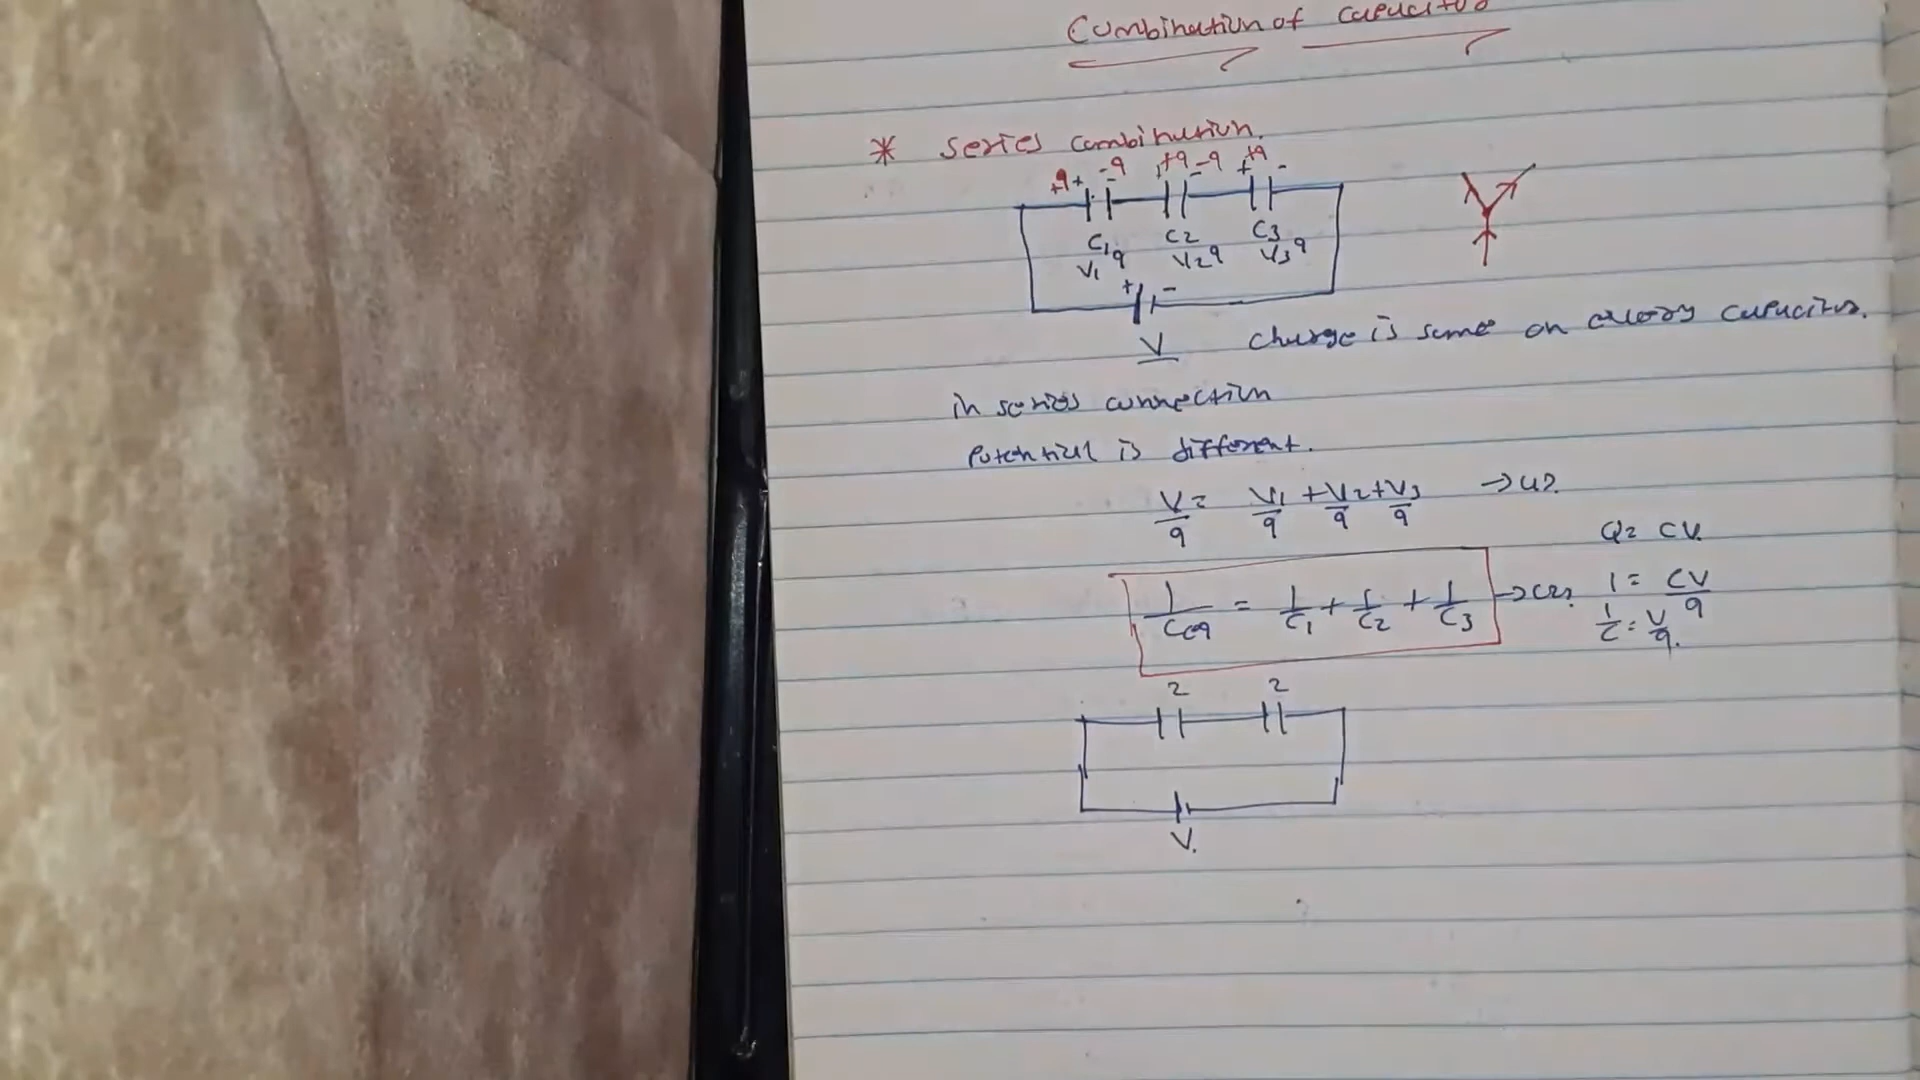 Combination of capacitor
* Series combination.
+q + -q - +q -q - + +q -
C1 C2 C3
V1 q V2 q V3 q
+ -
V charge is same on every capacitor.
in series connection
Potential is different.
V/q = V1/q + V2/q + V3/q
Q = CV.
1/Ceq = 1/C1 + 1/C2 + 1/C3
1 = CV/q
1/C = V/q.
2 2
V.